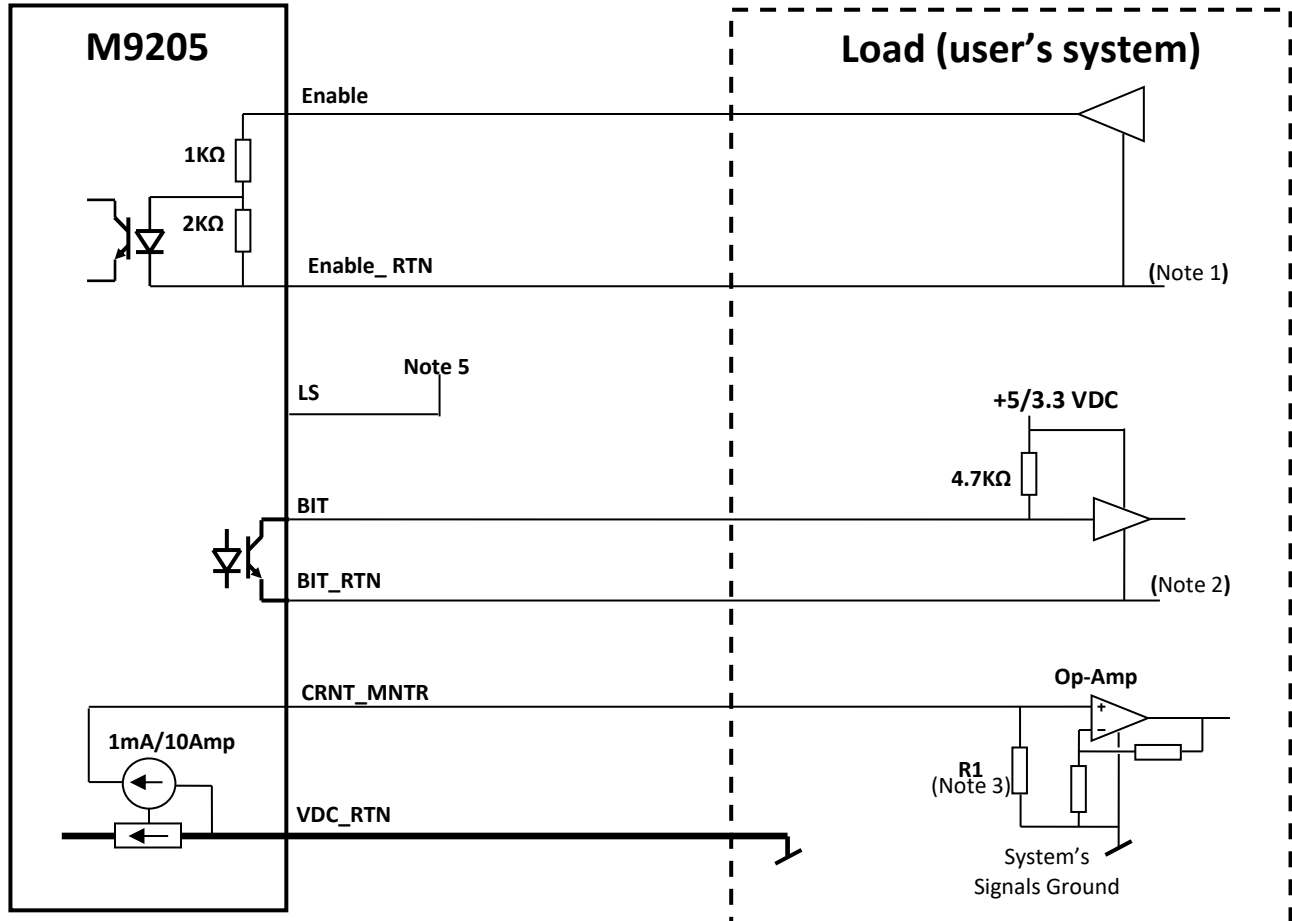 M9205
Load (user's system)
Enable
1KΩ
2KΩ
Enable_ RTN
(Note 1)
Note 5
LS
+5/3.3 VDC
4.7KΩ
BIT
BIT_RTN
(Note 2)
Op-Amp
CRNT_MNTR
+
−
1mA/10Amp
R1
(Note 3)
VDC_RTN
System's
Signals Ground